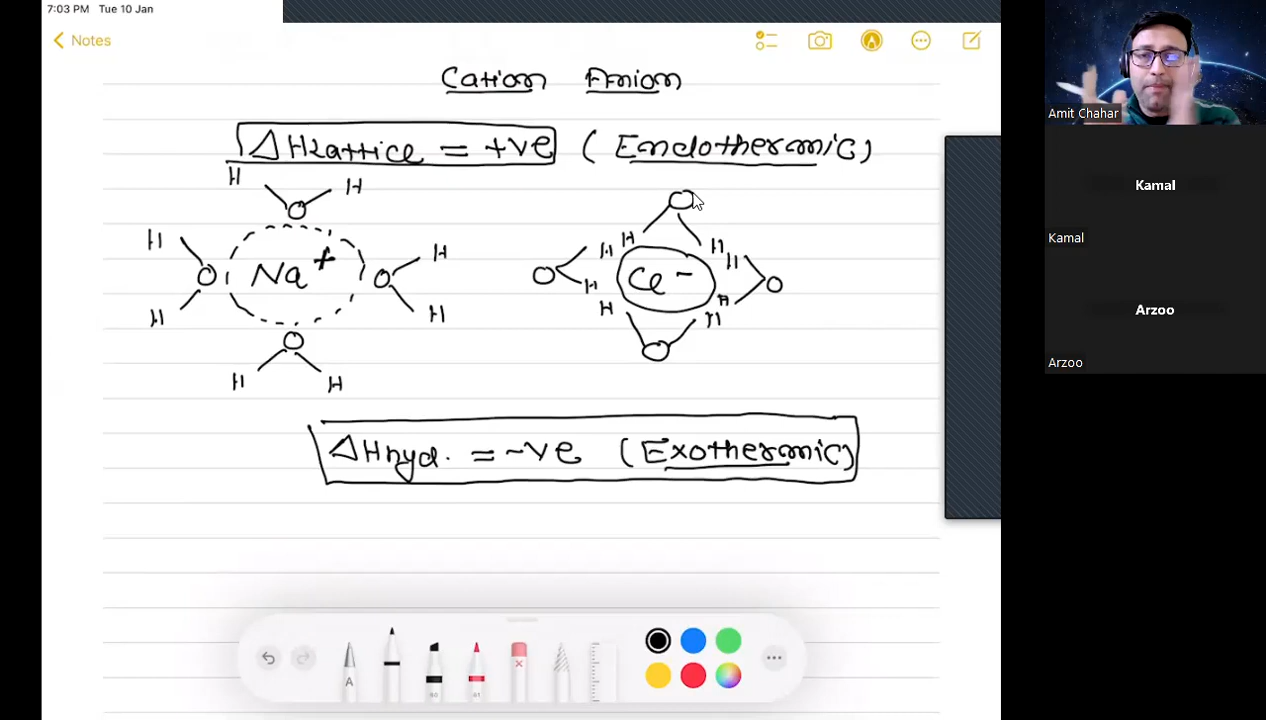 7:03 PM Tue 10 Jan
Notes
Cation Anion
ΔHLattice = +ve (Endothermic)
H H H H
O O
H H H H
O Na+ O O Cl- O
H H H H
O H H
H H O
ΔHhyd. = -ve (Exothermic)
A
Amit Chahar
Kamal
Kamal
Arzoo
Arzoo